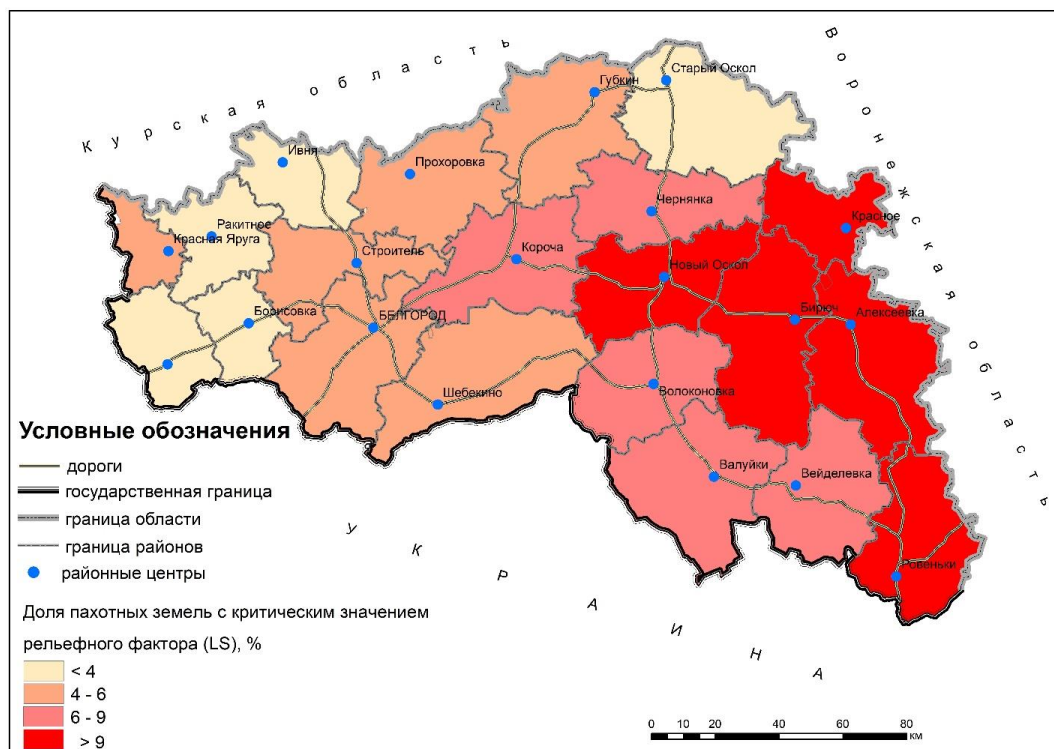 Курская область
Воронежская область
Старый Оскол
Губкин
Ивня
Прохоровка
Чернянка
Красное
Ракитное
Красная Яруга
Строитель
Короча
Новый Оскол
Борисовка
БЕЛГОРОД
Бирюч
Алексеевка
Шебекино
Волоконовка
Валуйки
Вейделевка
Ровеньки
УКРАИНА
Условные обозначения
дороги
государственная граница
граница области
граница районов
районные центры
Доля пахотных земель с критическим значением
рельефного фактора (LS), %
< 4
4 - 6
6 - 9
> 9
0 5 10 20 40 60 80
км